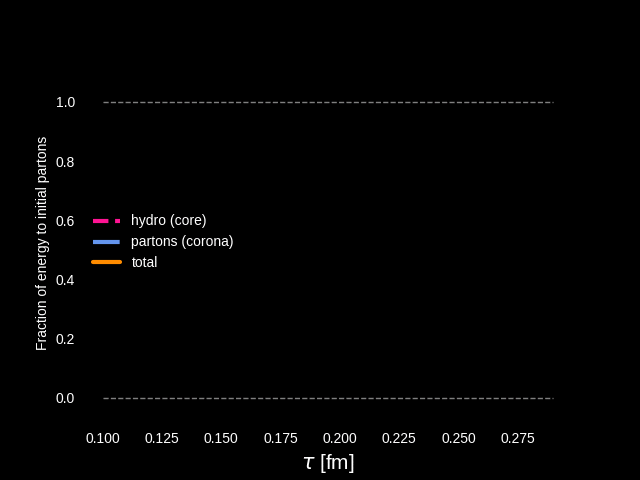 1.0
0.8
0.6
0.4
0.2
0.0
Fraction of energy to initial partons
hydro (core)
partons (corona)
total
0.100 0.125 0.150 0.175 0.200 0.225 0.250 0.275
τ [fm]